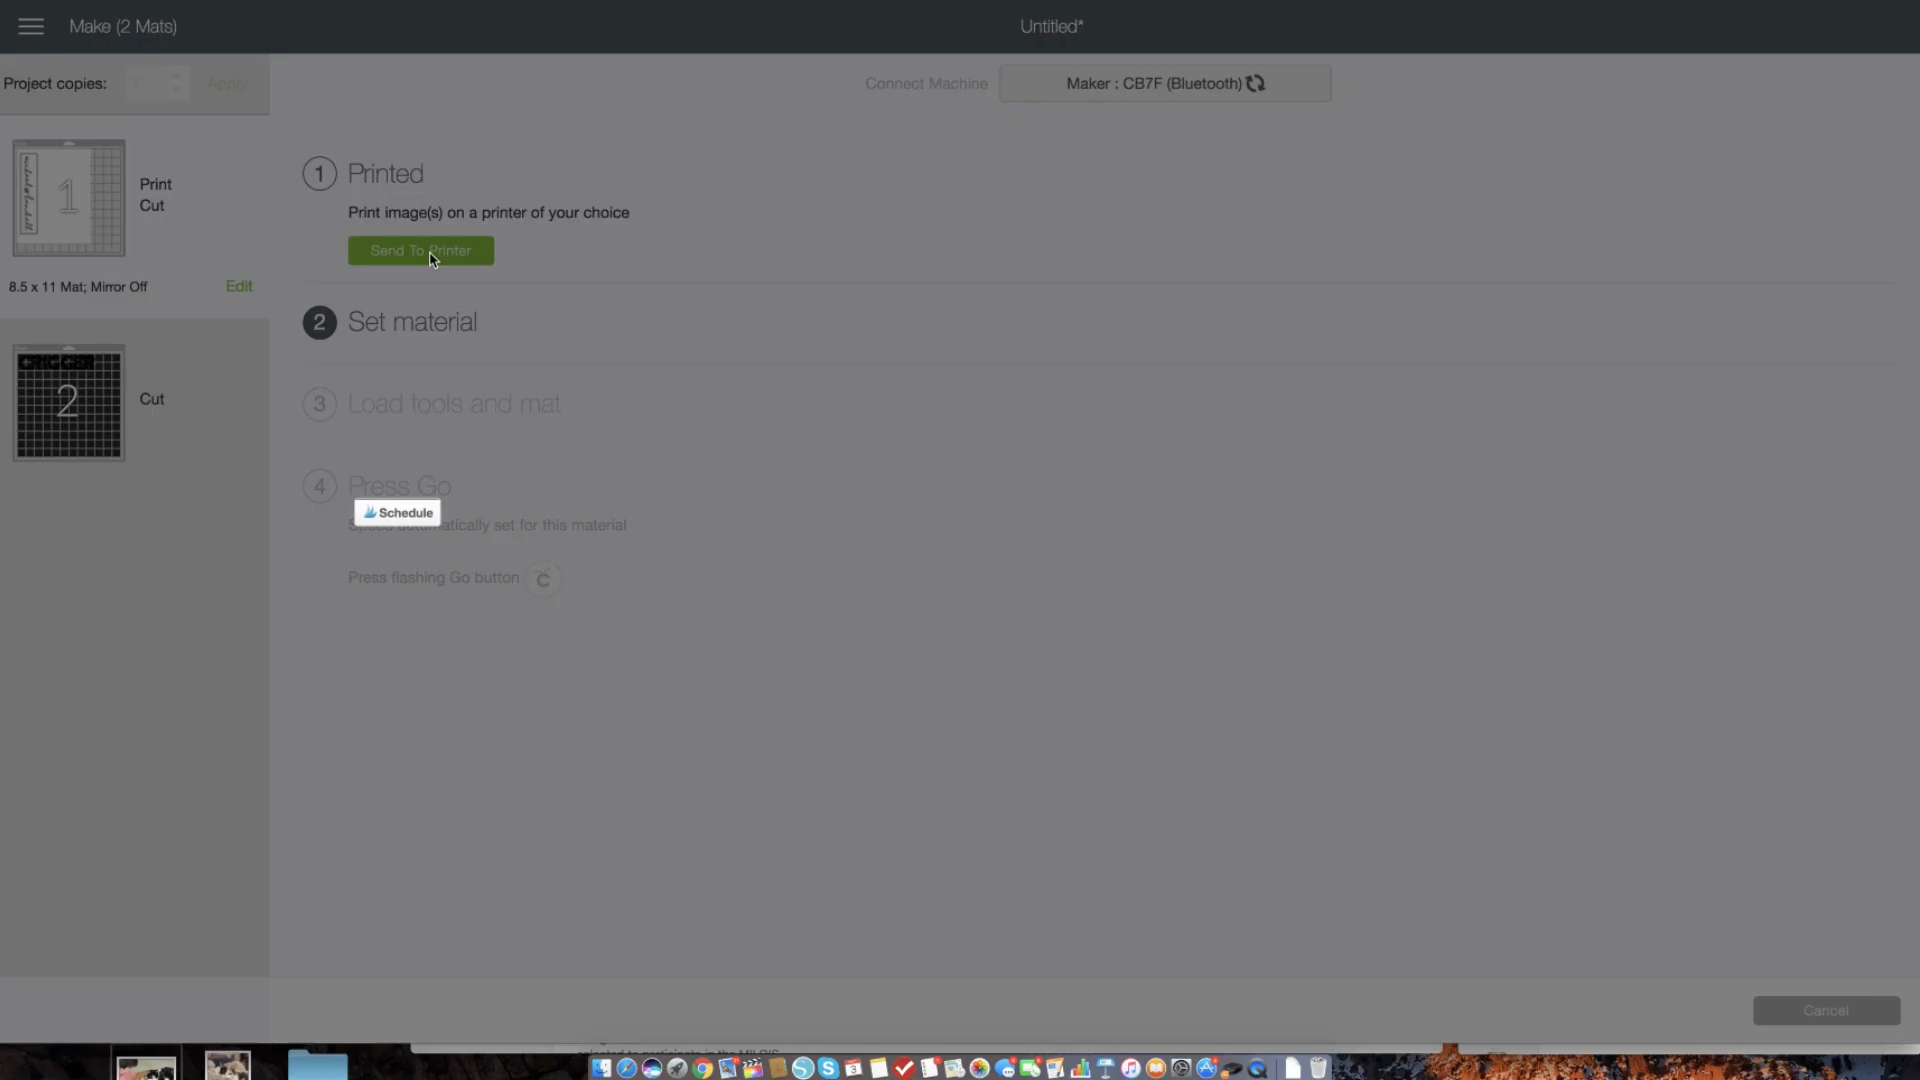 Make (2 Mats)
Untitled*
Project copies:
Apply
Connect Machine
Maker : CB7F (Bluetooth)
1
Print
Cut
8.5 x 11 Mat; Mirror Off
Edit
2
Cut
1 Printed
Print image(s) on a printer of your choice
Send To Printer
2 Set material
3 Load tools and mat
4 Press Go
Schedule
Speed automatically set for this material
Press flashing Go button
Cancel